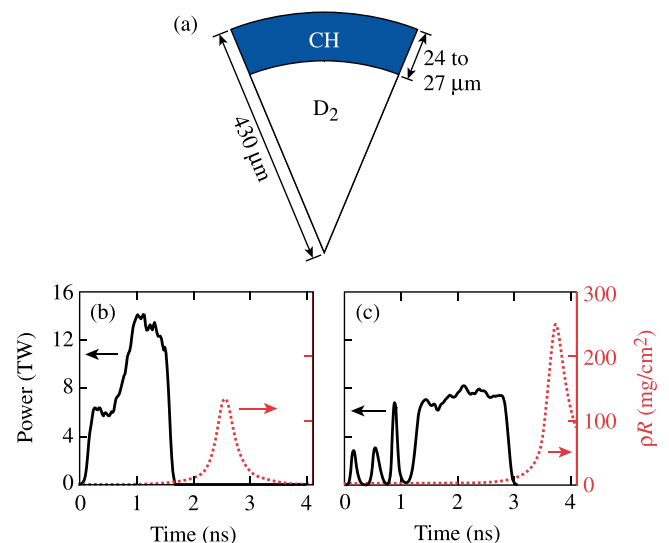 (a)
CH
24 to
27 μm
D2
430 μm
(b)
(c)
16
12
8
4
0
Power (TW)
0 1 2 3 4
Time (ns)
0 1 2 3 4
Time (ns)
300
200
100
0
ρR (mg/cm²)